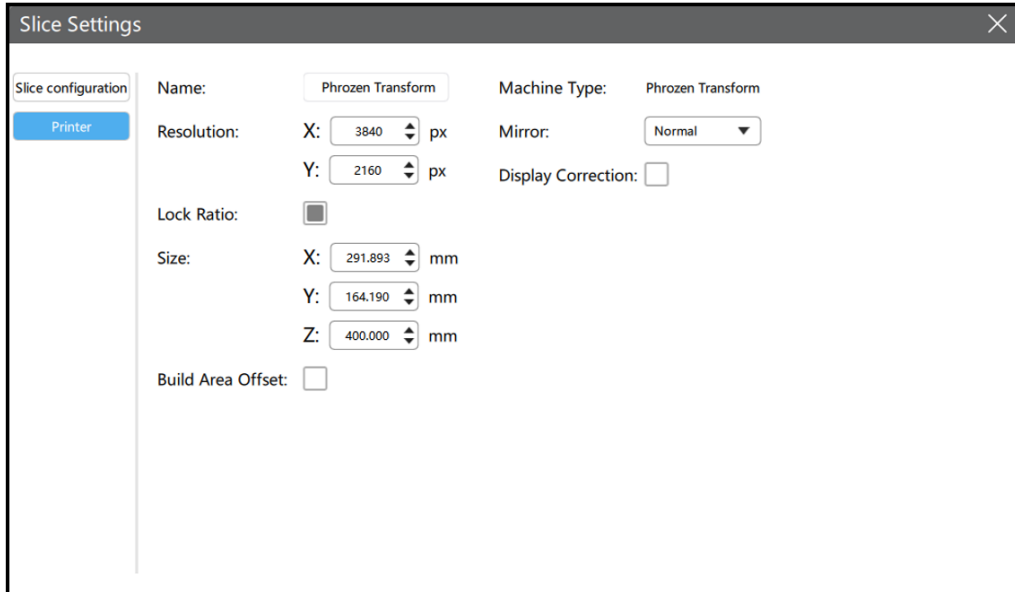 Slice Settings
Slice configuration
Printer
Name: Phrozen Transform Machine Type: Phrozen Transform
Resolution: X: 3840 px Mirror: Normal
Y: 2160 px Display Correction:
Lock Ratio:
Size: X: 291.893 mm
Y: 164.190 mm
Z: 400.000 mm
Build Area Offset: